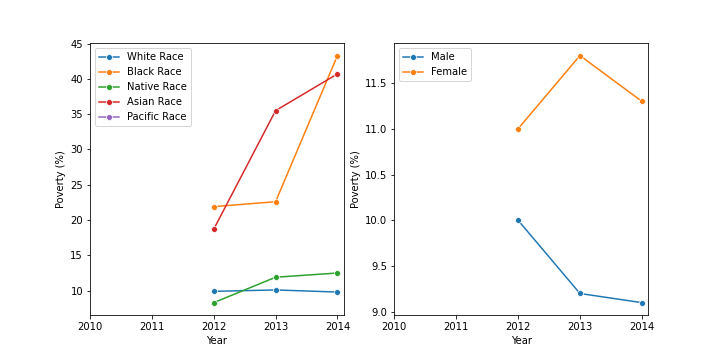 White Race
Black Race
Native Race
Asian Race
Pacific Race
45
40
35
30
25
20
15
10
Poverty (%)
2010 2011 2012 2013 2014
Year
Male
Female
11.5
11.0
10.5
10.0
9.5
9.0
Poverty (%)
2010 2011 2012 2013 2014
Year